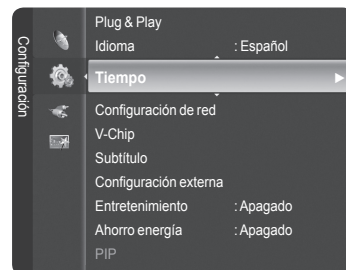 Configuración
Plug & Play
Idioma : Español
Tiempo
Configuración de red
V-Chip
Subtítulo
Configuración externa
Entretenimiento : Apagado
Ahorro energía : Apagado
PIP